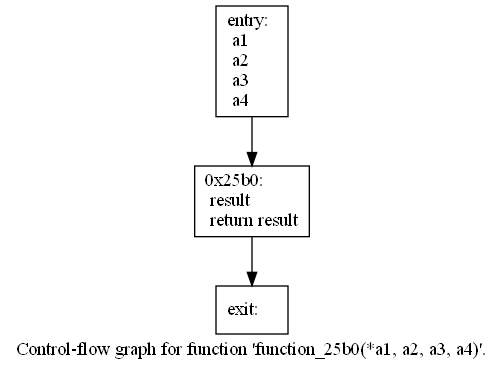 entry:
a1
a2
a3
a4
0x25b0:
result
return result
exit:
Control-flow graph for function 'function_25b0(*a1, a2, a3, a4)'.